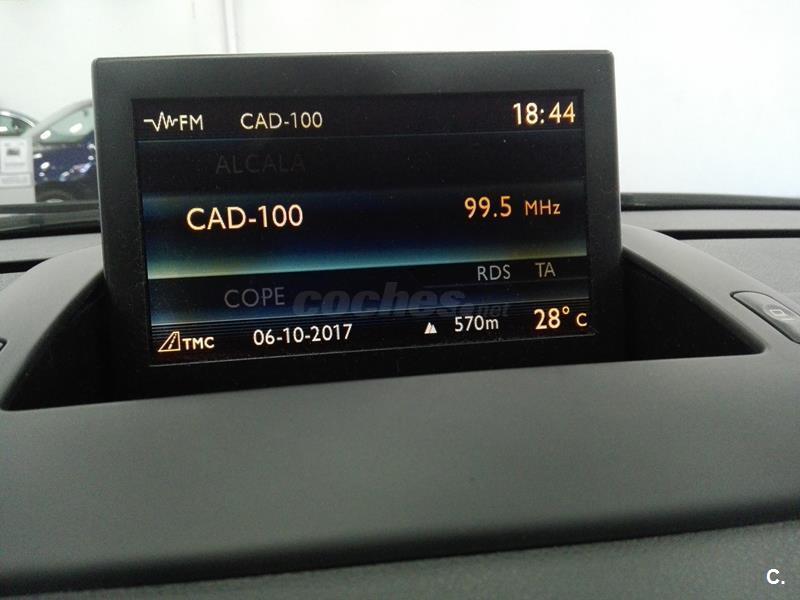 FM CAD-100 18:44
ALCALA
CAD-100 99.5 MHz
RDS TA
COPE
coches.net
TMC 06-10-2017 570m 28° C
C.